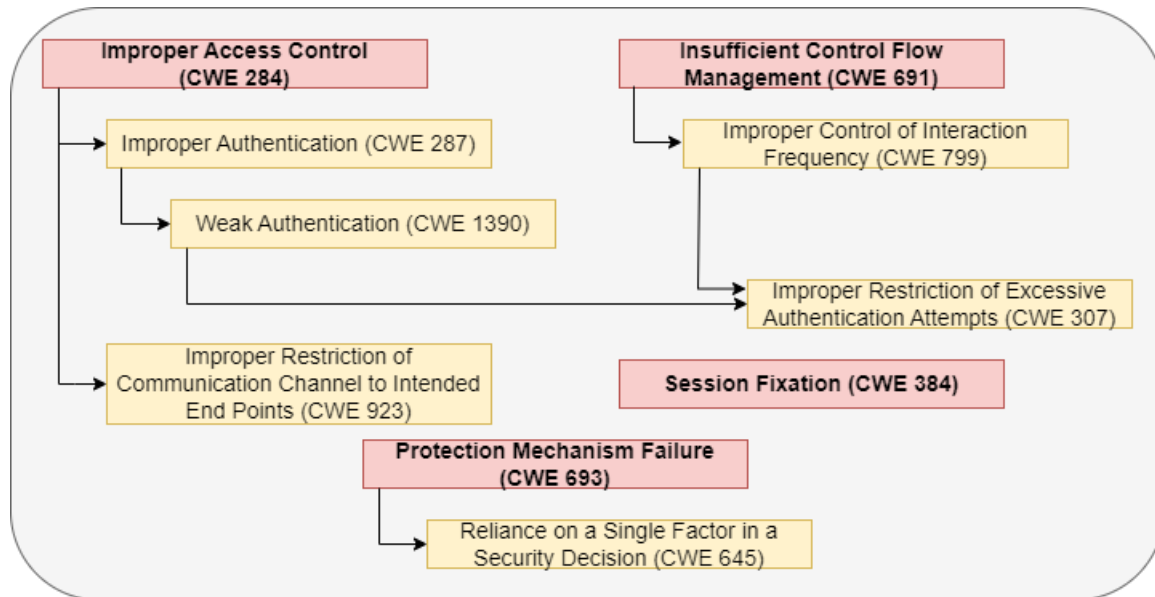 Improper Access Control
(CWE 284)
Insufficient Control Flow
Management (CWE 691)
Improper Authentication (CWE 287)
Improper Control of Interaction
Frequency (CWE 799)
Weak Authentication (CWE 1390)
Improper Restriction of Excessive
Authentication Attempts (CWE 307)
Improper Restriction of
Communication Channel to Intended
End Points (CWE 923)
Session Fixation (CWE 384)
Protection Mechanism Failure
(CWE 693)
Reliance on a Single Factor in a
Security Decision (CWE 645)